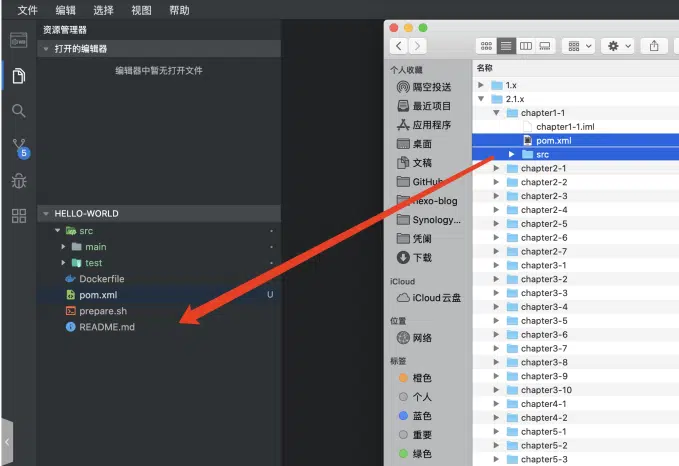 文件 编辑 选择 视图 帮助
资源管理器
打开的编辑器
编辑器中暂无打开文件
5
HELLO-WORLD
src
main
test
Dockerfile
pom.xml U
prepare.sh
README.md
个人收藏
隔空投送
最近项目
应用程序
桌面
文稿
GitHub
hexo-blog
Synology...
凭阑
下载
iCloud
iCloud云盘
位置
网络
标签
橙色
个人
蓝色
重要
绿色
名称
1.x
2.1.x
chapter1-1
chapter1-1.iml
pom.xml
src
chapter2-1
chapter2-2
chapter2-3
chapter2-4
chapter2-5
chapter2-6
chapter2-7
chapter3-1
chapter3-2
chapter3-3
chapter3-4
chapter3-5
chapter3-6
chapter3-7
chapter3-8
chapter3-9
chapter3-10
chapter4-1
chapter4-2
chapter5-1
chapter5-2
chapter5-3